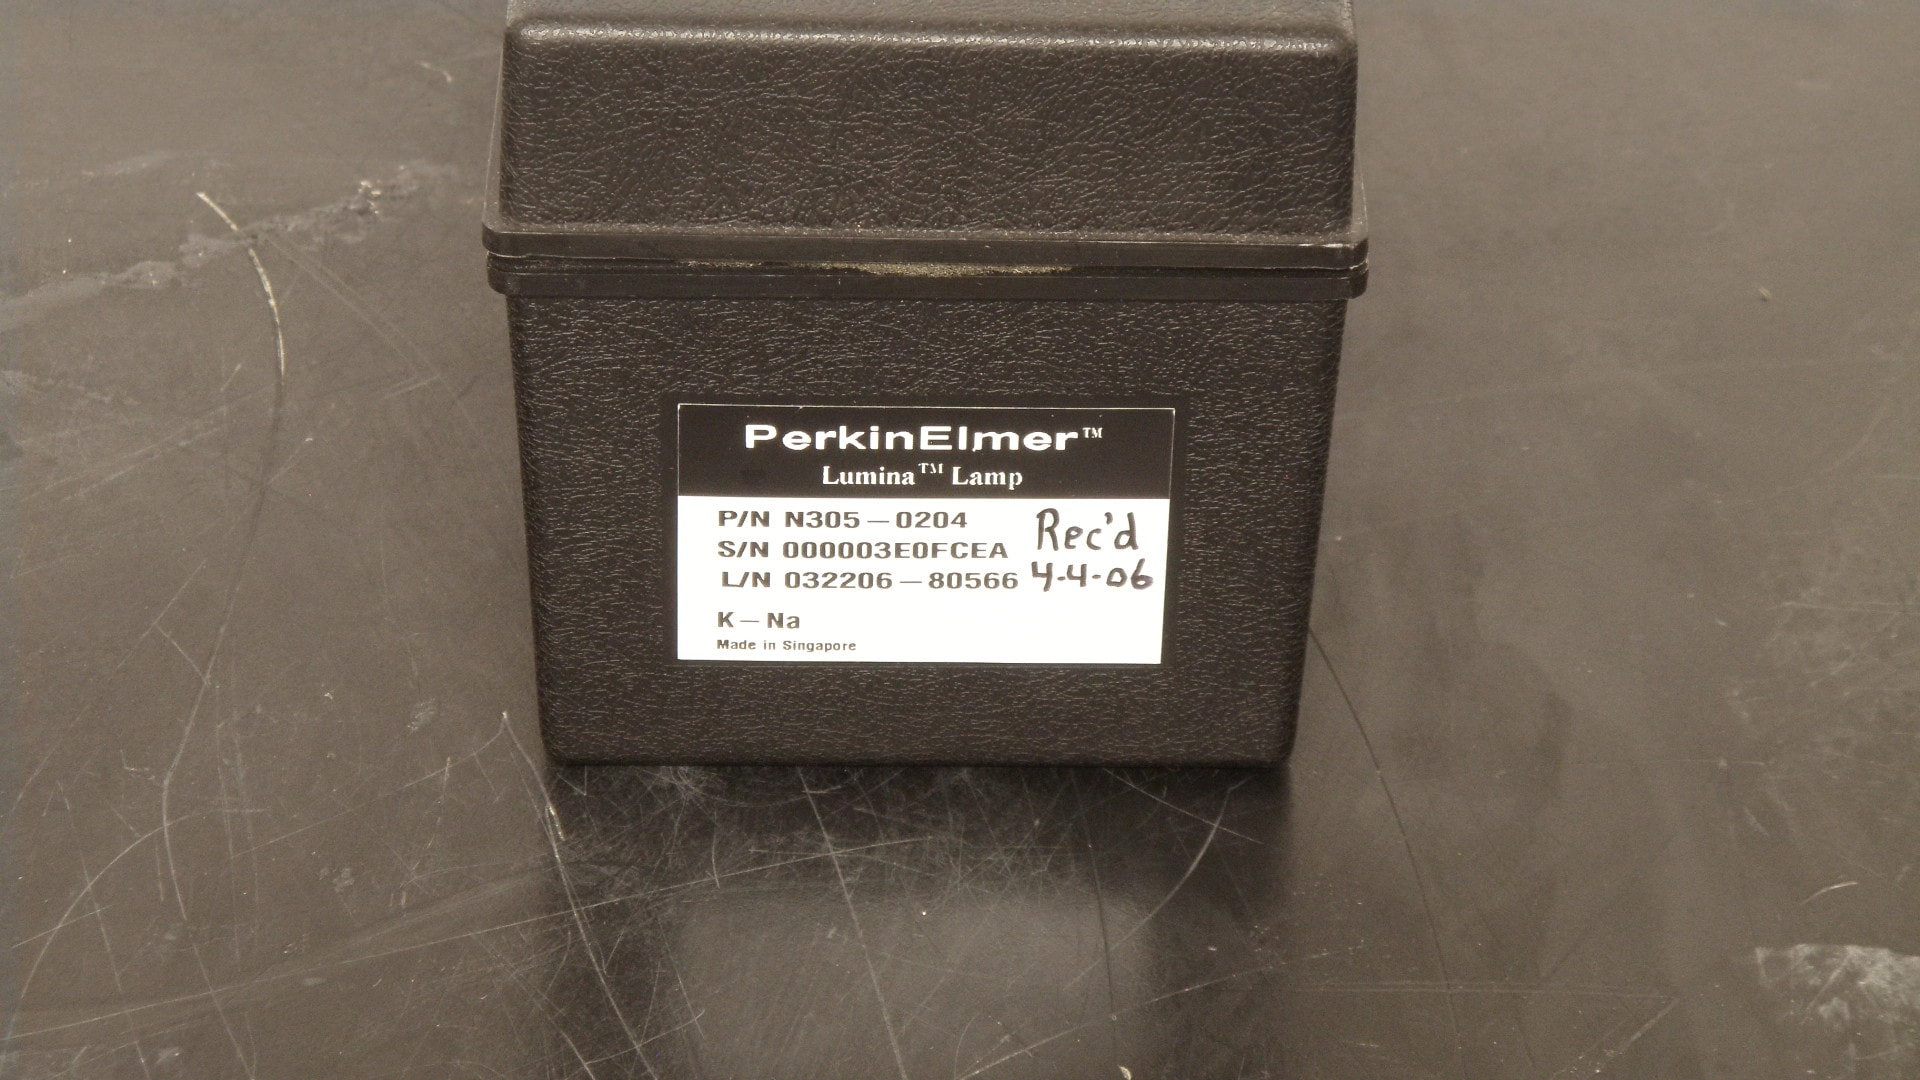 PerkinElmer™
Lumina™ Lamp
P/N N305-0204
S/N 000003E0FCEA
L/N 032206-80566
Rec'd
4-4-06
K-Na
Made in Singapore